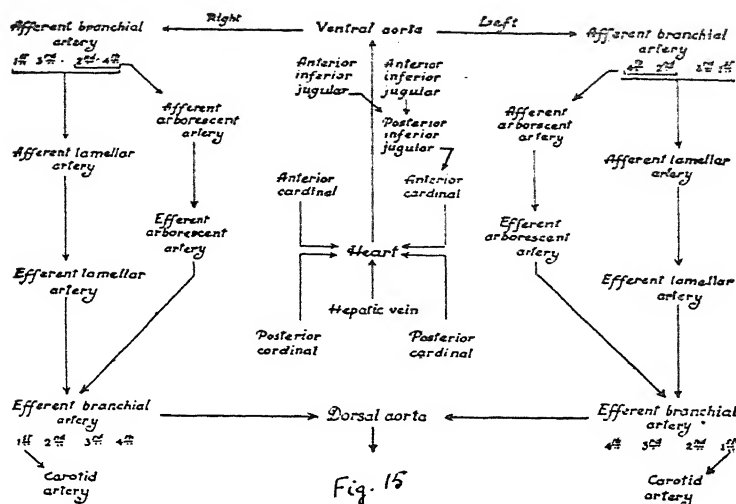 Afferent branchial
artery
1st 3rd . 2nd . 4th
Right
Ventral aorta
Left
Afferent branchial
artery
4th 2nd 3rd 1st
Anterior
inferior
jugular
Anterior
inferior
jugular
Posterior
inferior
jugular
Afferent
arborescent
artery
Afferent
arborscent
artery
Afferent lamellar
artery
Afferent lamellar
artery
Anterior
cardinal
Anterior
cardinal
Efferent
arborescent
artery
Efferent
arborescent
artery
Heart
Efferent lamellar
artery
Efferent lamellar
artery
Hepatic vein
Posterior
cardinal
Posterior
cardinal
Efferent branchial
artery
1st 2nd 3rd 4th
Dorsal aorta
Efferent branchial
artery
4th 3rd 2nd 1st
Carotid
artery
Carotid
artery
Fig. 15